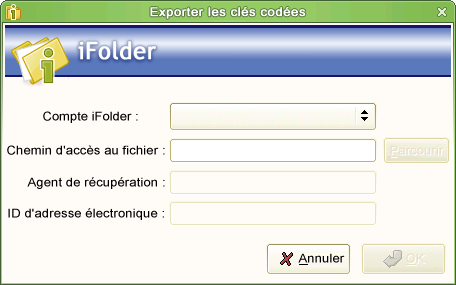 Exporter les clés codées
iFolder
Compte iFolder :
Chemin d'accès au fichier :
Parcourir
Agent de récupération :
ID d'adresse électronique :
Annuler
OK